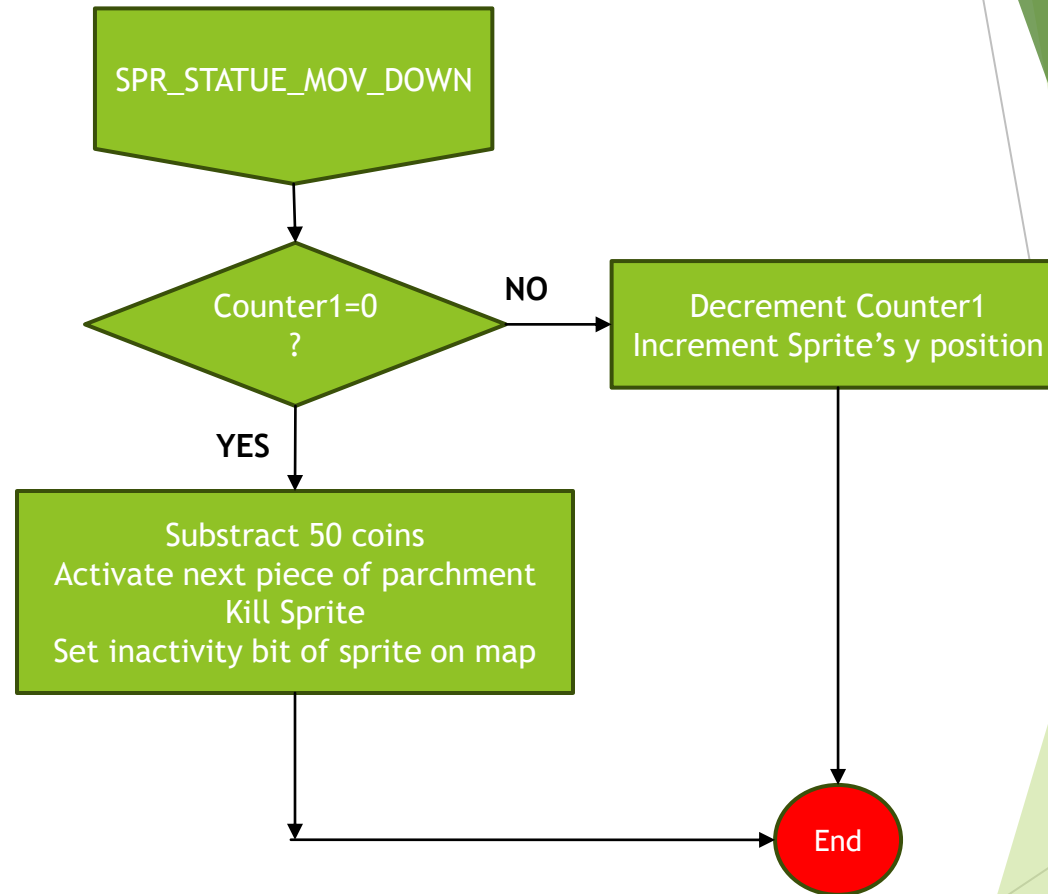 SPR_STATUE_MOV_DOWN
Counter1=0
?
NO
Decrement Counter1
Increment Sprite’s y position
YES
Substract 50 coins
Activate next piece of parchment
Kill Sprite
Set inactivity bit of sprite on map
End